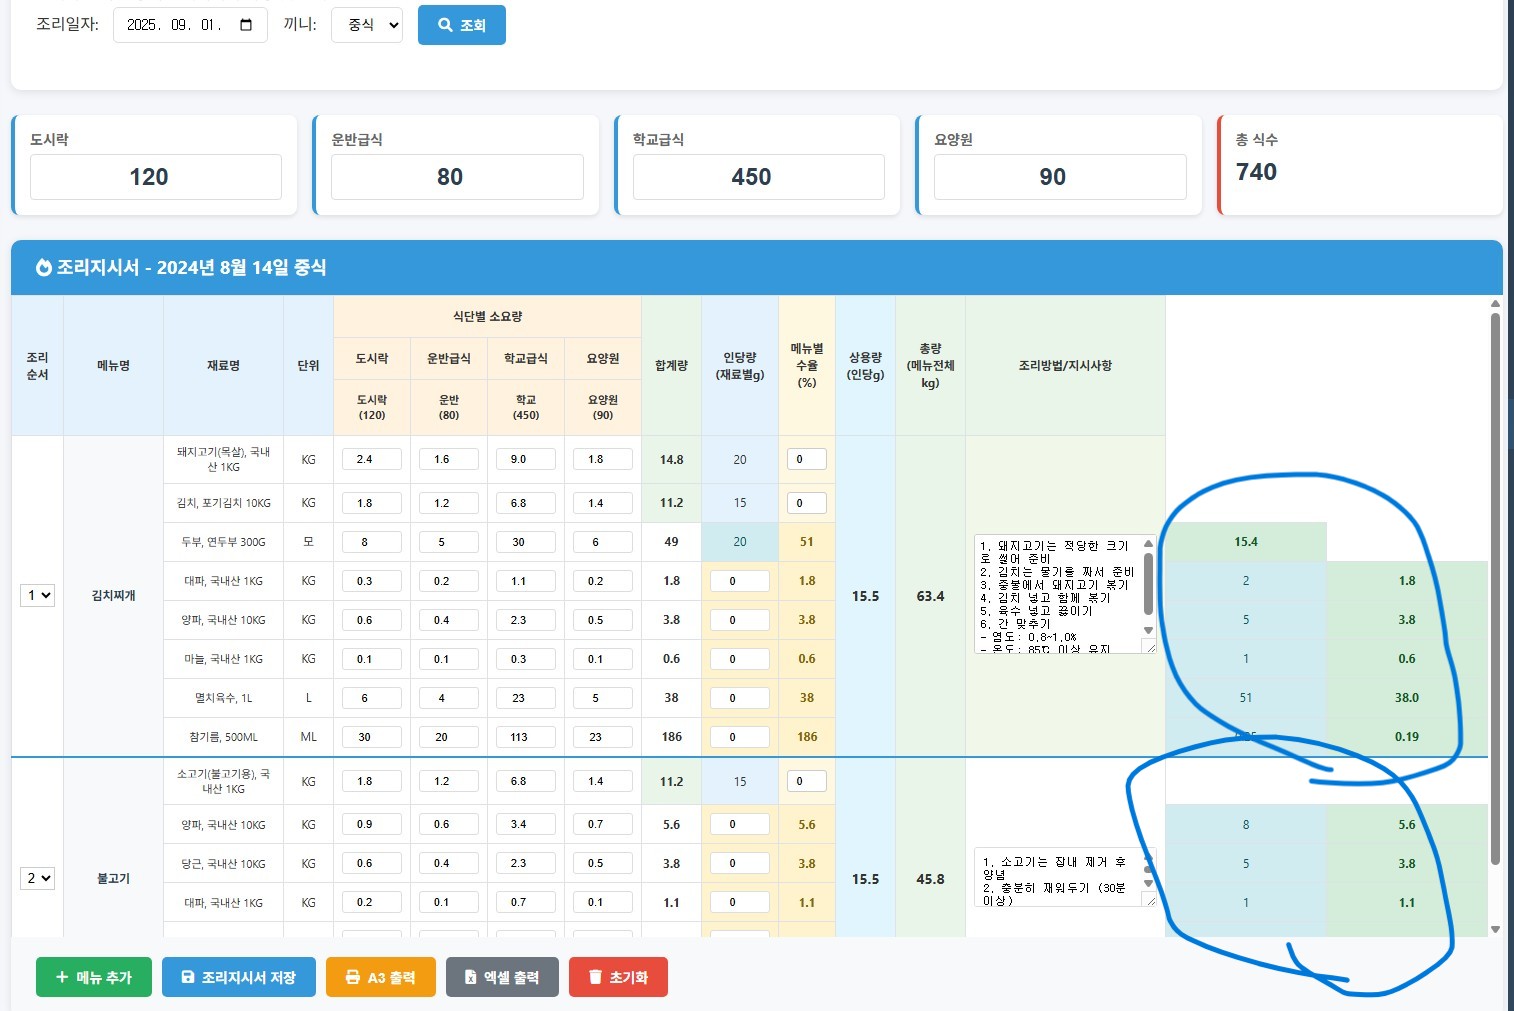 조리일자: 2025. 09. 01. 끼니: 중식 조회
도시락 운반급식 학교급식 요양원 총 식수
120 80 450 90 740
조리지시서 - 2024년 8월 14일 중식
조리
순서
메뉴명
재료명
단위
식단별 소요량
도시락 운반급식 학교급식 요양원
도시락
(120)
운반
(80)
학교
(450)
요양원
(90)
합계량
인당량
(재료별g)
메뉴별
수율
(%)
상용량
(인당g)
총량
(메뉴전체
kg)
조리방법/지시사항
1
김치찌개
돼지고기(목살), 국내
산 1KG
KG 2.4 1.6 9.0 1.8 14.8 20 0
김치, 포기김치 10KG KG 1.8 1.2 6.8 1.4 11.2 15 0
두부, 연두부 300G 모 8 5 30 6 49 20 51 15.4
대파, 국내산 1KG KG 0.3 0.2 1.1 0.2 1.8 0 1.8 2 1.8
양파, 국내산 10KG KG 0.6 0.4 2.3 0.5 3.8 0 3.8 5 3.8
마늘, 국내산 1KG KG 0.1 0.1 0.3 0.1 0.6 0 0.6 1 0.6
멸치육수, 1L L 6 4 23 5 38 0 38 51 38.0
참기름, 500ML ML 30 20 113 23 186 0 186 0.19
15.5
63.4
1. 돼지고기는 적당한 크기
로 썰어 준비
2. 김치는 물기를 짜서 준비
3. 중불에서 돼지고기 볶기
4. 김치 넣고 함께 볶기
5. 육수 넣고 끓이기
6. 간 맞추기
- 염도: 0.8~1.0%
- 온도: 85℃ 이상 유지
2
불고기
소고기(불고기용), 국
내산 1KG
KG 1.8 1.2 6.8 1.4 11.2 15 0
양파, 국내산 10KG KG 0.9 0.6 3.4 0.7 5.6 0 5.6 8 5.6
당근, 국내산 10KG KG 0.6 0.4 2.3 0.5 3.8 0 3.8 5 3.8
대파, 국내산 1KG KG 0.2 0.1 0.7 0.1 1.1 0 1.1 1 1.1
15.5
45.8
1. 소고기는 잡내 제거 후
양념
2. 충분히 재워두기 (30분
이상)
메뉴 추가 조리지시서 저장 A3 출력 엑셀 출력 초기화